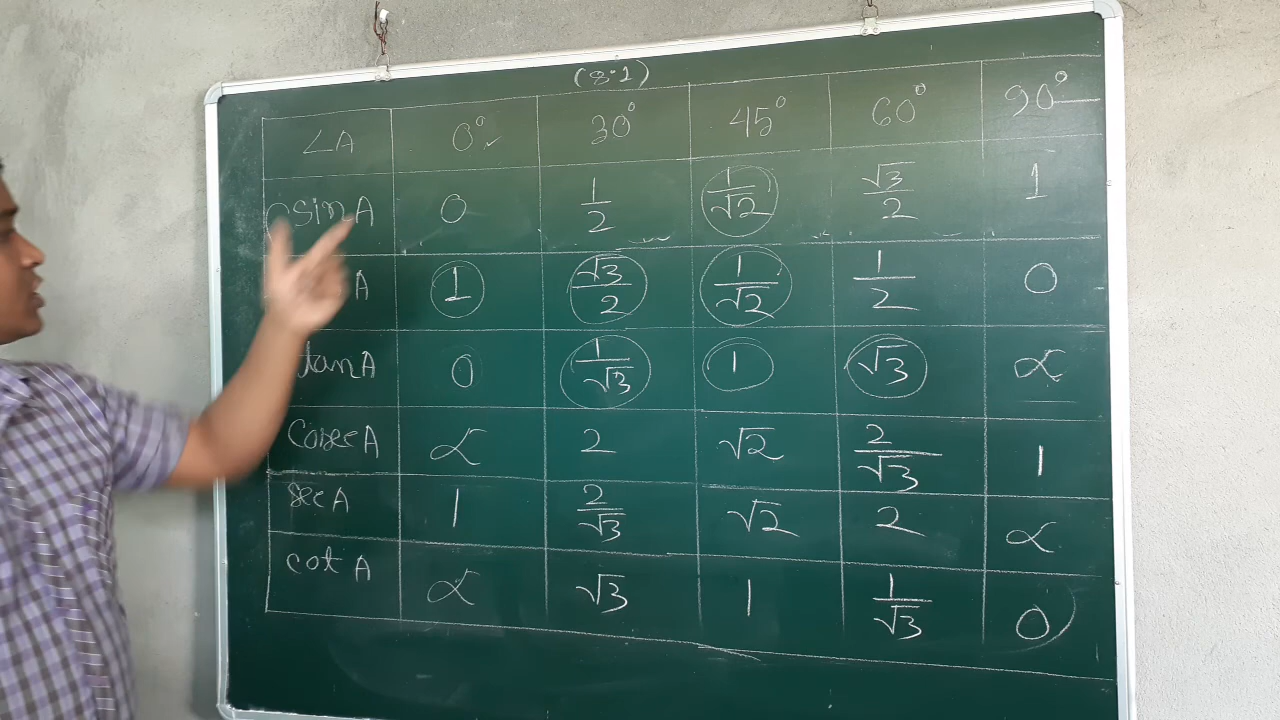 (8.1)
∠A 0° 30° 45° 60° 90°
sin A 0 1/2 1/√2 √3/2 1
A 1 √3/2 1/√2 1/2 0
tan A 0 1/√3 1 √3 ∝
Cosec A ∝ 2 √2 2/√3 1
sec A 1 2/√3 √2 2 ∝
cot A ∝ √3 1 1/√3 0